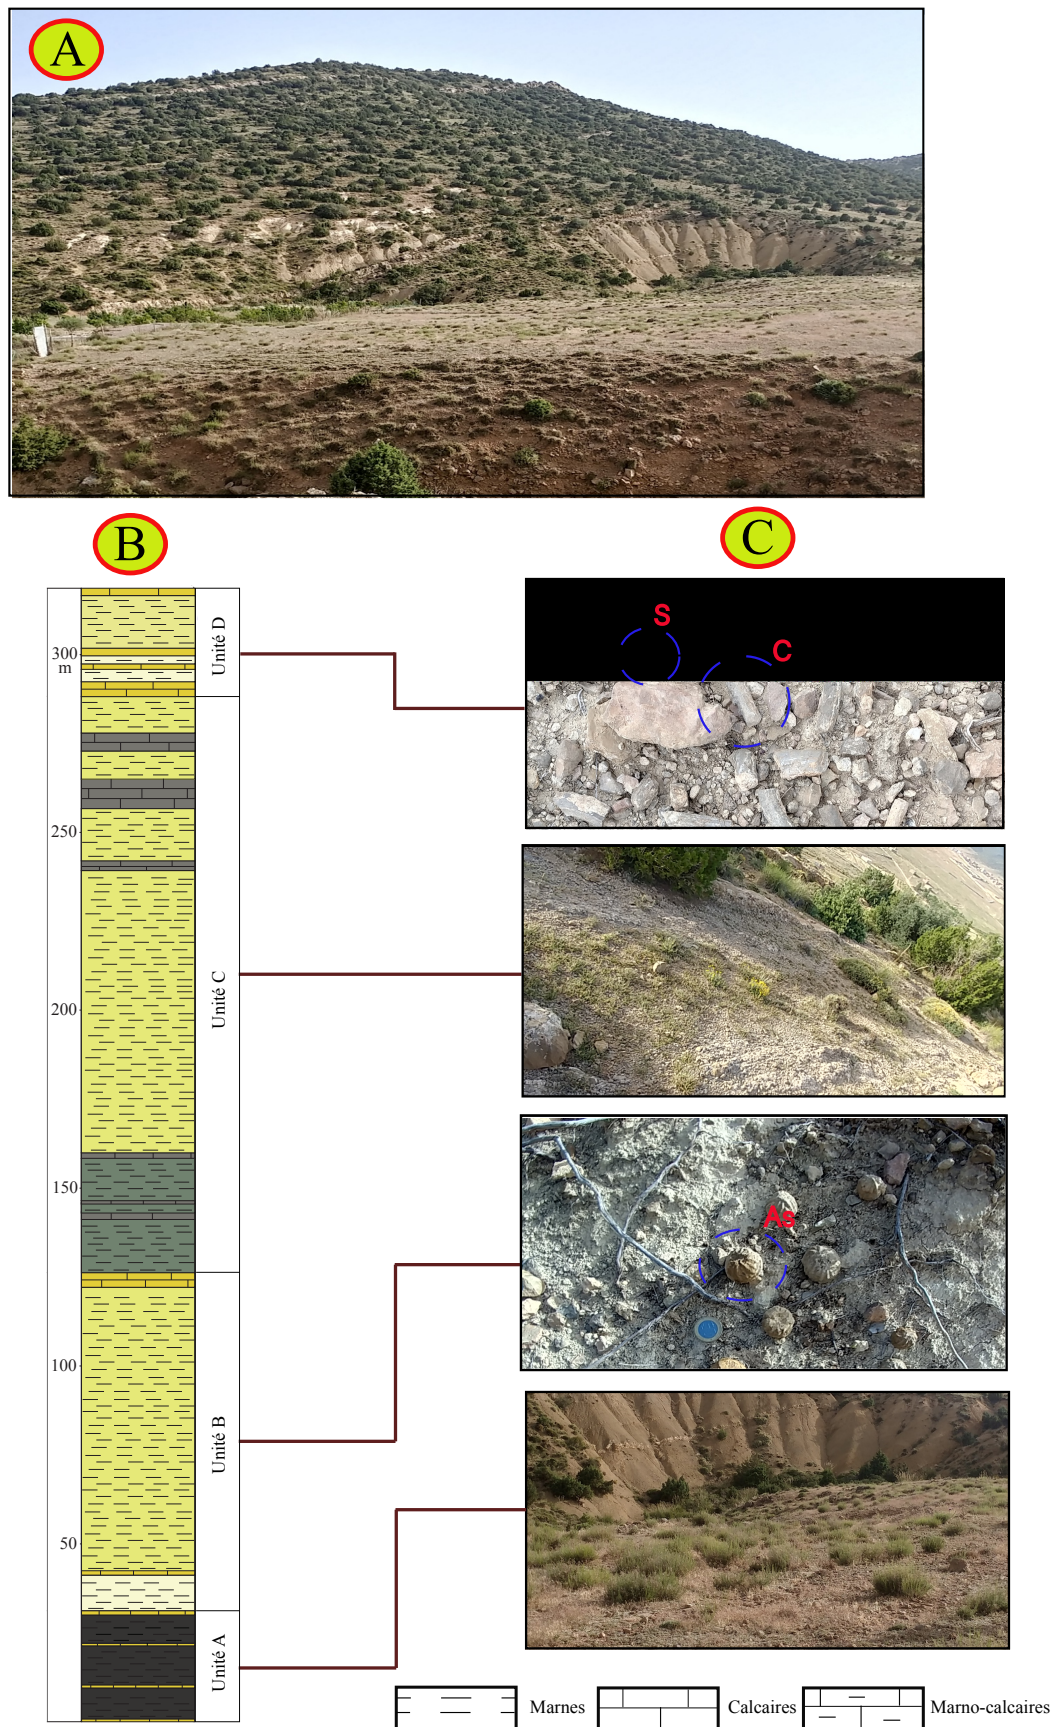 A
B
C
S
C
300
m
Unité D
250
Unité C
200
150
As
100
Unité B
50
Unité A
Marnes
Calcaires
Marno-calcaires